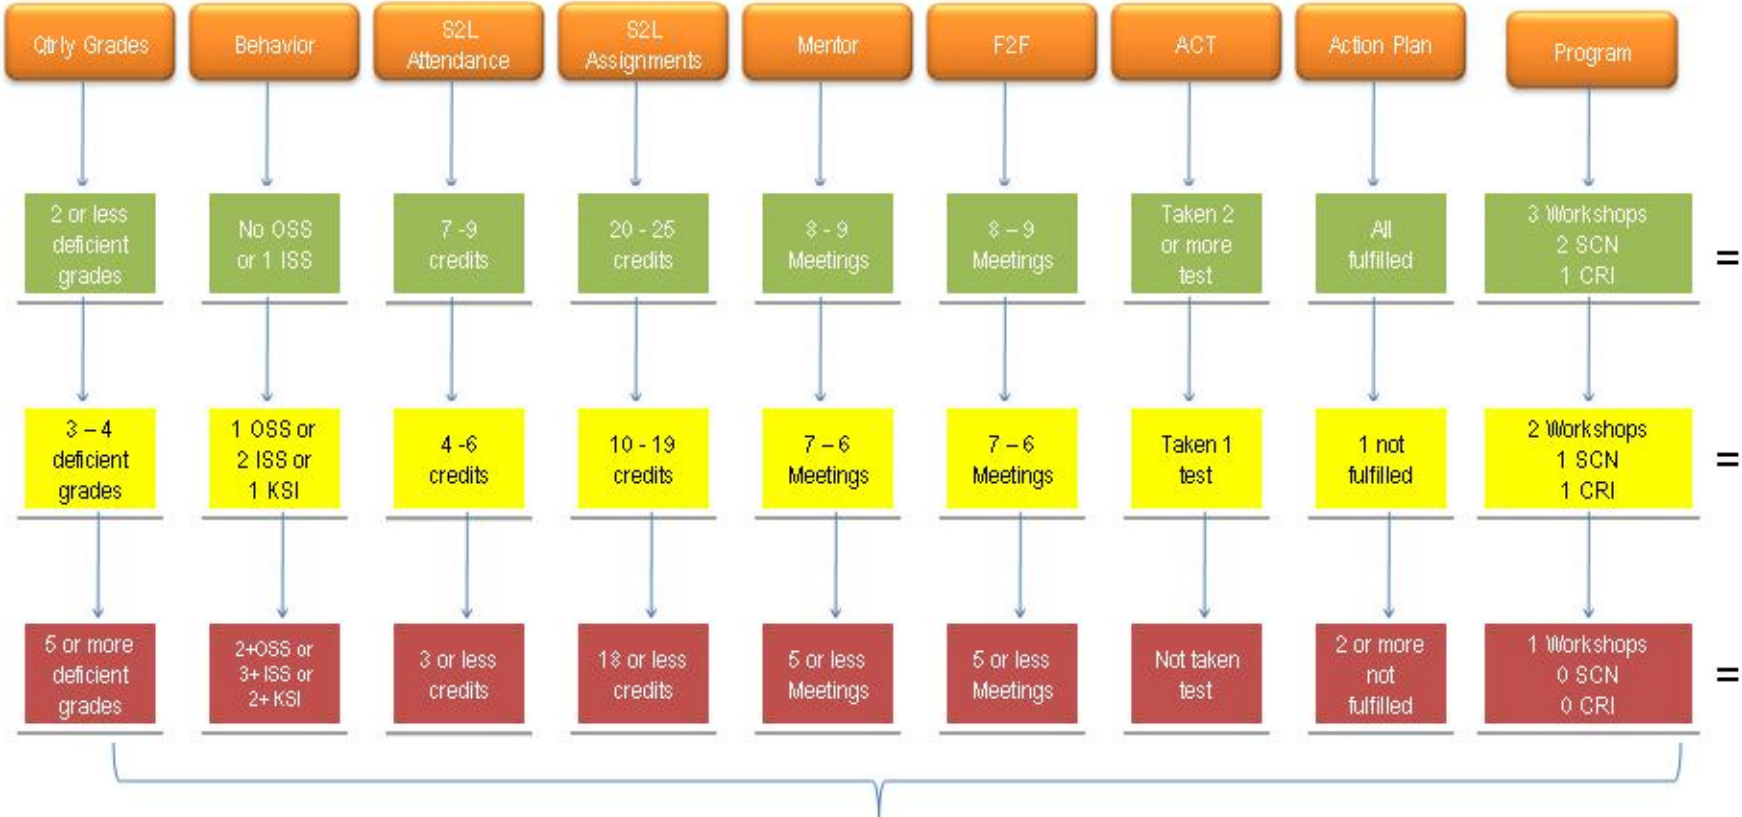 Qtrly Grades
Behavior
S2L
Attendance
S2L
Assignments
Mentor
F2F
ACT
Action Plan
Program
2 or less
deficient
grades
No OSS
or 1 ISS
7 -9
credits
20 - 25
credits
8 - 9
Meetings
8 – 9
Meetings
Taken 2
or more
test
All
fulfilled
3 Workshops
2 SCN
1 CRI
=
3 – 4
deficient
grades
1 OSS or
2 ISS or
1 KSI
4 -6
credits
10 - 19
credits
7 – 6
Meetings
7 – 6
Meetings
Taken 1
test
1 not
fulfilled
2 Workshops
1 SCN
1 CRI
=
5 or more
deficient
grades
2+OSS or
3+ ISS or
2+ KSI
3 or less
credits
18 or less
credits
5 or less
Meetings
5 or less
Meetings
Not taken
test
2 or more
not
fulfilled
1 Workshops
0 SCN
0 CRI
=